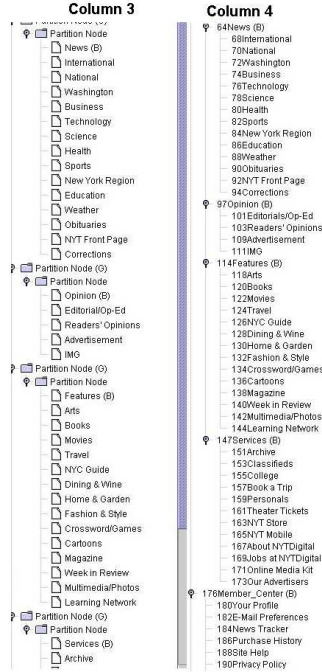 Column 3
Partition Node
News (B)
International
National
Washington
Business
Technology
Science
Health
Sports
New York Region
Education
Weather
Obituaries
NYT Front Page
Corrections
Partition Node (G)
Partition Node
Opinion (B)
Editorial/Op-Ed
Readers' Opinions
Advertisement
IMG
Partition Node (G)
Partition Node
Features (B)
Arts
Books
Movies
Travel
NYC Guide
Dining & Wine
Home & Garden
Fashion & Style
Crossword/Games
Cartoons
Magazine
Week in Review
Multimedia/Photos
Learning Network
Partition Node (G)
Partition Node
Services (B)
Archive
Column 4
64News (B)
68International
70National
72Washington
74Business
76Technology
78Science
80Health
82Sports
84New York Region
86Education
88Weather
90Obituaries
92NYT Front Page
94Corrections
97Opinion (B)
101Editorials/Op-Ed
103Readers' Opinions
109Advertisement
111IMG
114Features (B)
118Arts
120Books
122Movies
124Travel
126NYC Guide
128Dining & Wine
130Home & Garden
132Fashion & Style
134Crossword/Games
136Cartoons
138Magazine
140Week in Review
142Multimedia/Photos
144Learning Network
147Services (B)
151Archive
153Classifieds
155College
157Book a Trip
159Personals
161Theater Tickets
163NYT Store
165NYT Mobile
167About NYTDigital
169Jobs at NYTDigital
171Online Media Kit
173Our Advertisers
176Member_Center (B)
180Your Profile
182E-Mail Preferences
184News Tracker
186Purchase History
188Site Help
190Privacy Policy